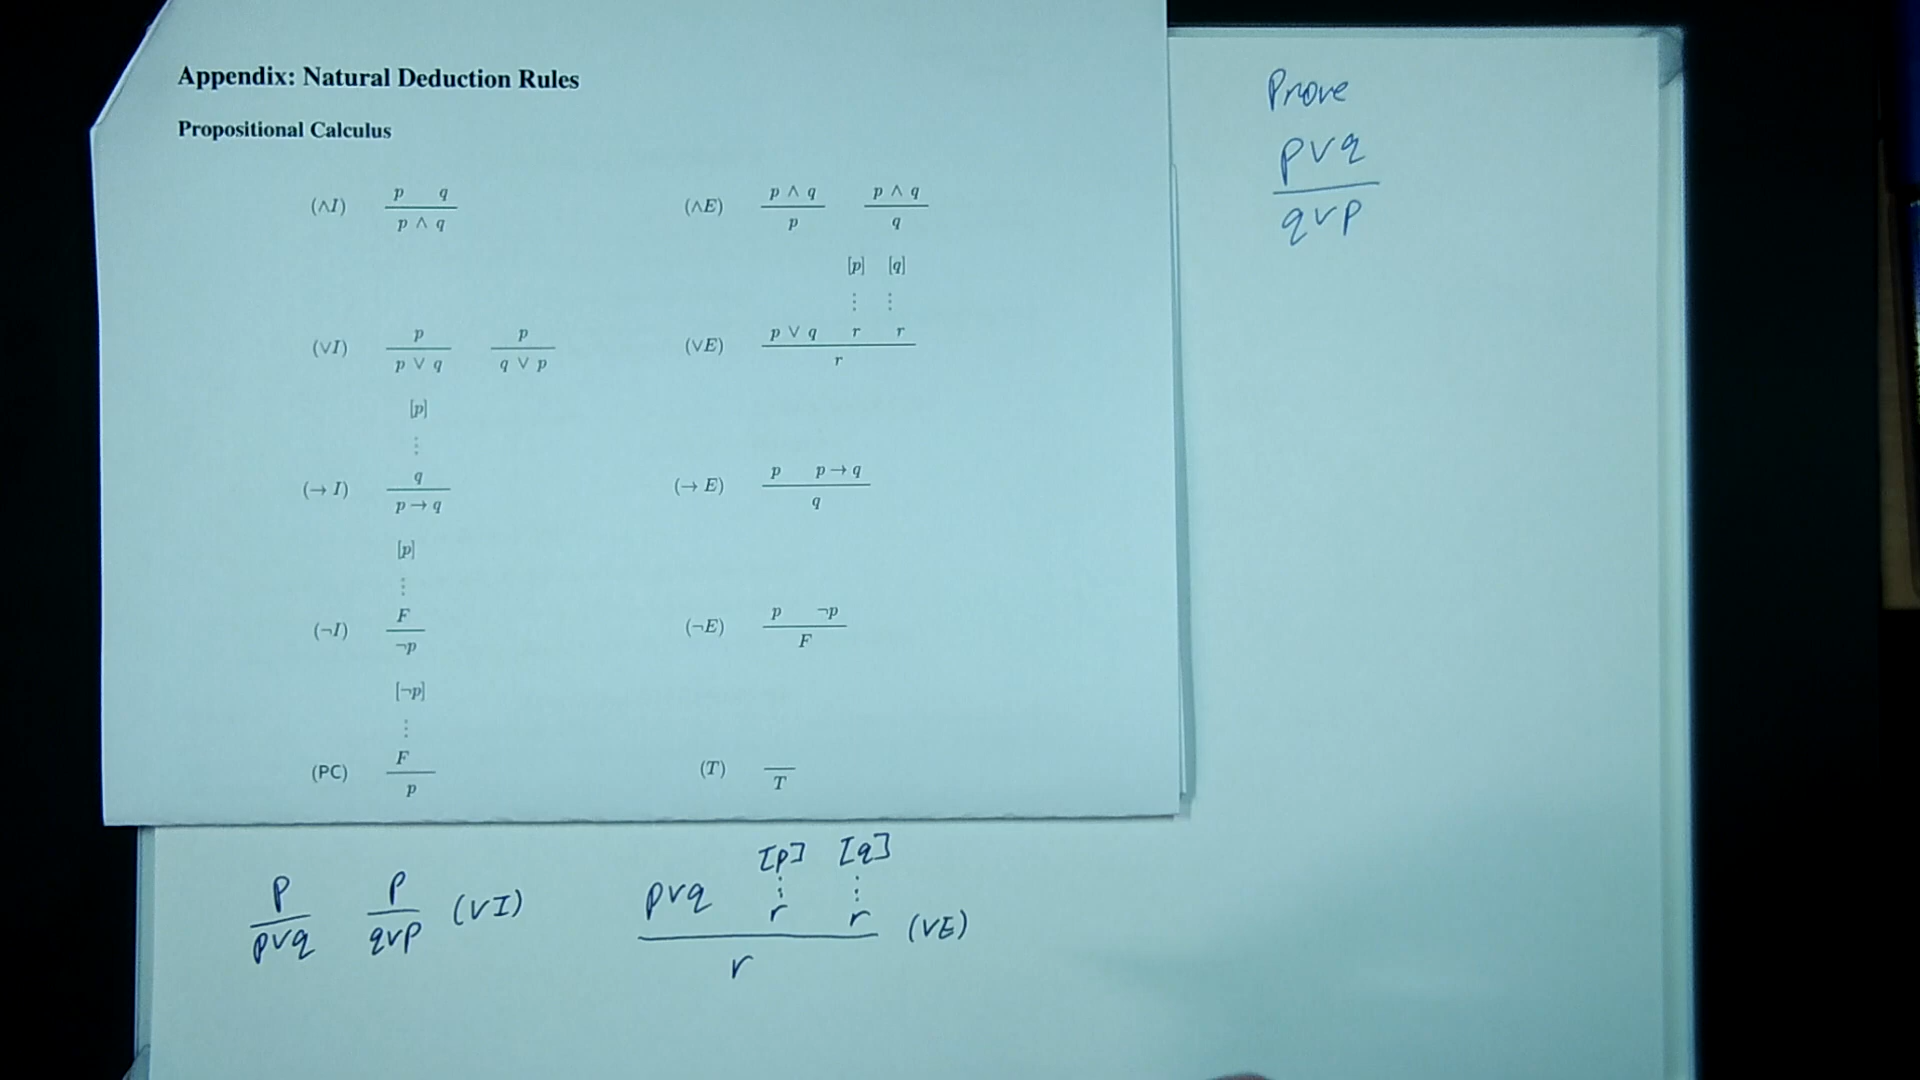 Appendix: Natural Deduction Rules
Propositional Calculus
(∧I) p q
p ∧ q
(∧E) p ∧ q p ∧ q
p q
[p] [q]
⋮ ⋮
(∨I) p p
p ∨ q q ∨ p
(∨E) p ∨ q r r
r
[p]
⋮
(→ I) q
p → q
(→ E) p p → q
q
[p]
⋮
(¬I) F
¬p
(¬E) p ¬p
F
[¬p]
⋮
(PC) F
p
(T)
T
Prove
p∨q
q∨p
p p (∨I)
p∨q q∨p
[p] [q]
⋮ ⋮
p∨q r r (∨E)
r